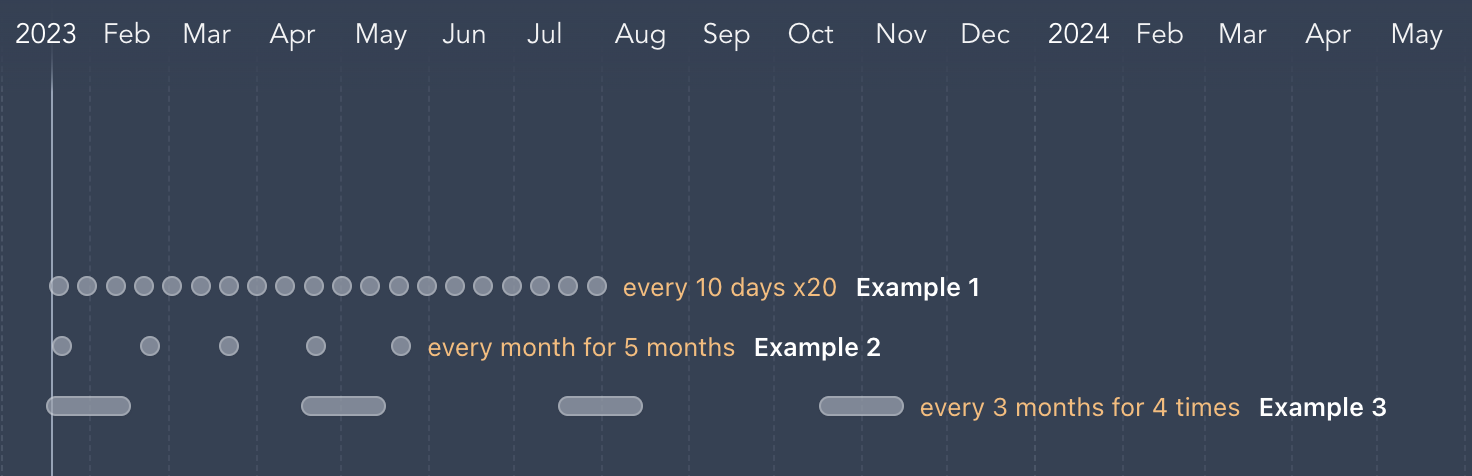 2023 Feb Mar Apr May Jun Jul Aug Sep Oct Nov Dec 2024 Feb Mar Apr May
every 10 days x20 Example 1
every month for 5 months Example 2
every 3 months for 4 times Example 3